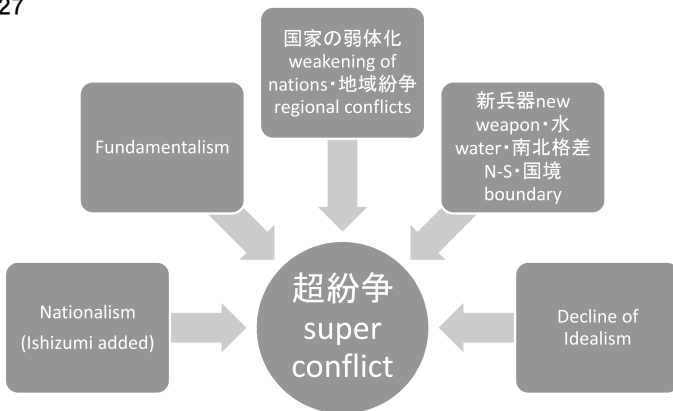 27
国家の弱体化
weakening of
nations・地域紛争
regional conflicts
Fundamentalism
新兵器new
weapon・水
water・南北格差
N-S・国境
boundary
Nationalism
(Ishizumi added)
超紛争
super
conflict
Decline of
Idealism